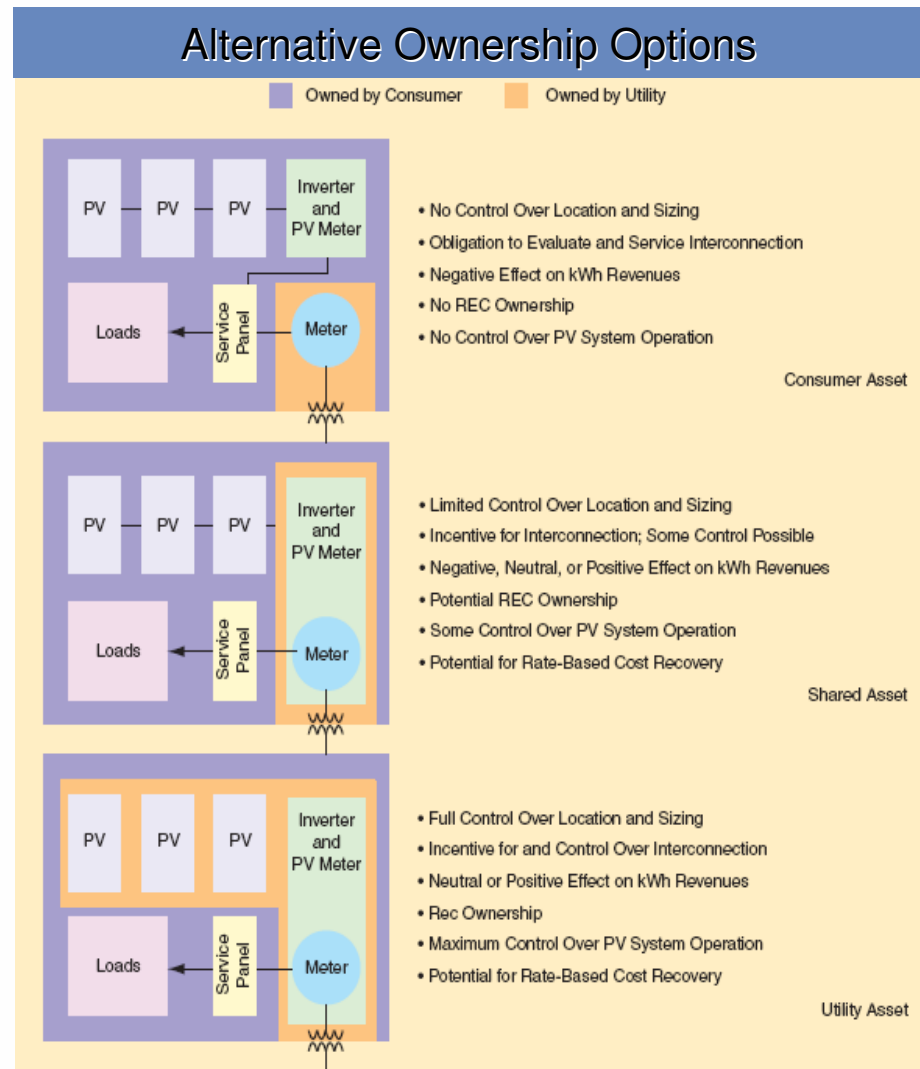 Alternative Ownership Options
Owned by Consumer
Owned by Utility
PV
PV
PV
Inverter
and
PV Meter
Loads
Service
Panel
Meter
• No Control Over Location and Sizing
• Obligation to Evaluate and Service Interconnection
• Negative Effect on kWh Revenues
• No REC Ownership
• No Control Over PV System Operation
Consumer Asset
PV
PV
PV
Inverter
and
PV Meter
Loads
Service
Panel
Meter
• Limited Control Over Location and Sizing
• Incentive for Interconnection; Some Control Possible
• Negative, Neutral, or Positive Effect on kWh Revenues
• Potential REC Ownership
• Some Control Over PV System Operation
• Potential for Rate-Based Cost Recovery
Shared Asset
PV
PV
PV
Inverter
and
PV Meter
Loads
Service
Panel
Meter
• Full Control Over Location and Sizing
• Incentive for and Control Over Interconnection
• Neutral or Positive Effect on kWh Revenues
• Rec Ownership
• Maximum Control Over PV System Operation
• Potential for Rate-Based Cost Recovery
Utility Asset